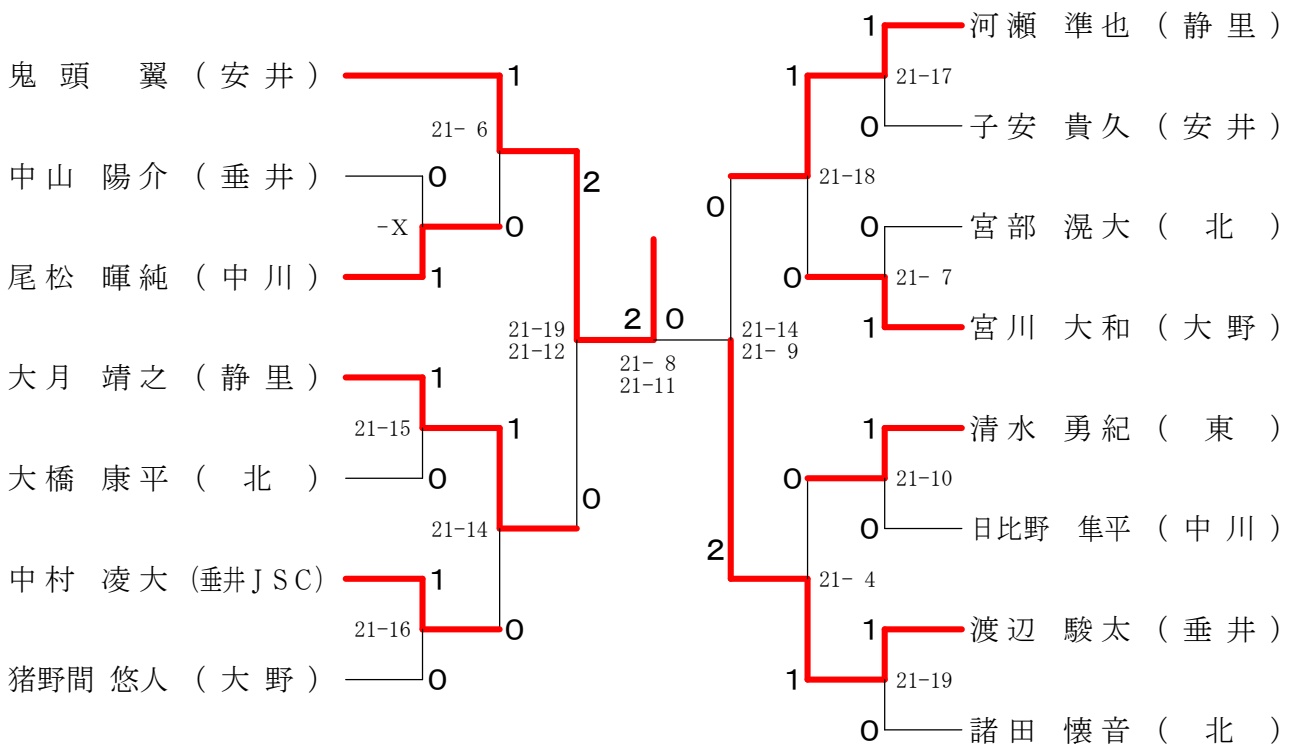 鬼頭 翼 (安井)
1
21- 6
中山 陽介 (垂井)
0
2
-X
0
尾松 暉純 (中川)
1
21-19
21-12
大月 靖之 (静里)
1
21-15
1
大橋 康平 (北)
0
0
21-14
中村 凌大 (垂井JSC)
1
21-16
0
猪野間 悠人 (大野)
0
2
0
21- 8
21-11
1
河瀬 準也 (静里)
1
21-17
0
子安 貴久 (安井)
21-18
0
0
宮部 滉大 (北)
0
21- 7
1
宮川 大和 (大野)
21-14
21- 9
1
清水 勇紀 (東)
0
21-10
0
日比野 隼平 (中川)
2
21- 4
1
渡辺 駿太 (垂井)
1
21-19
0
諸田 懐音 (北)